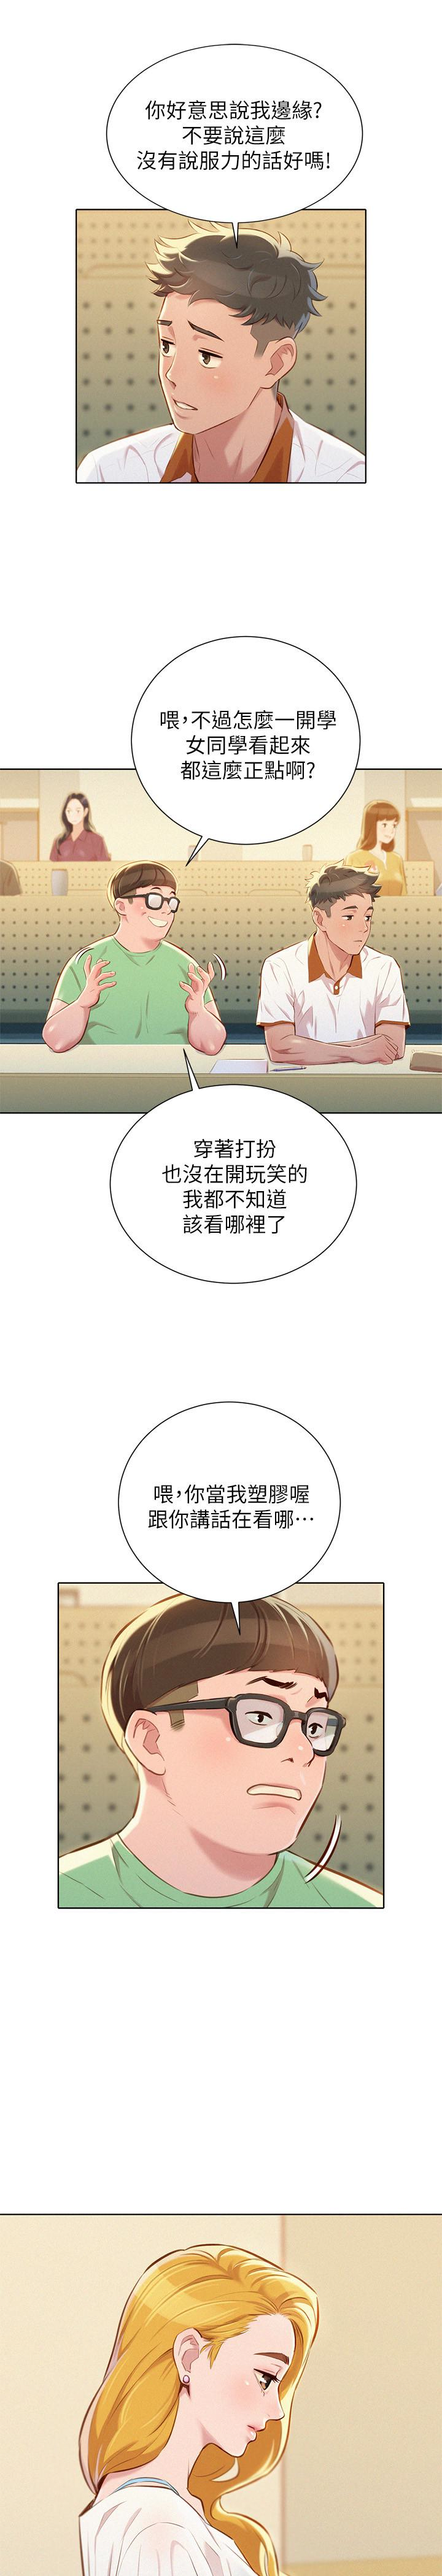 你好意思說我邊緣?
不要說這麼
沒有說服力的話好嗎!
喂,不過怎麼一開學
女同學看起來
都這麼正點啊?
穿著打扮
也沒在開玩笑的
我都不知道
該看哪裡了
喂,你當我塑膠喔
跟你講話在看哪⋯